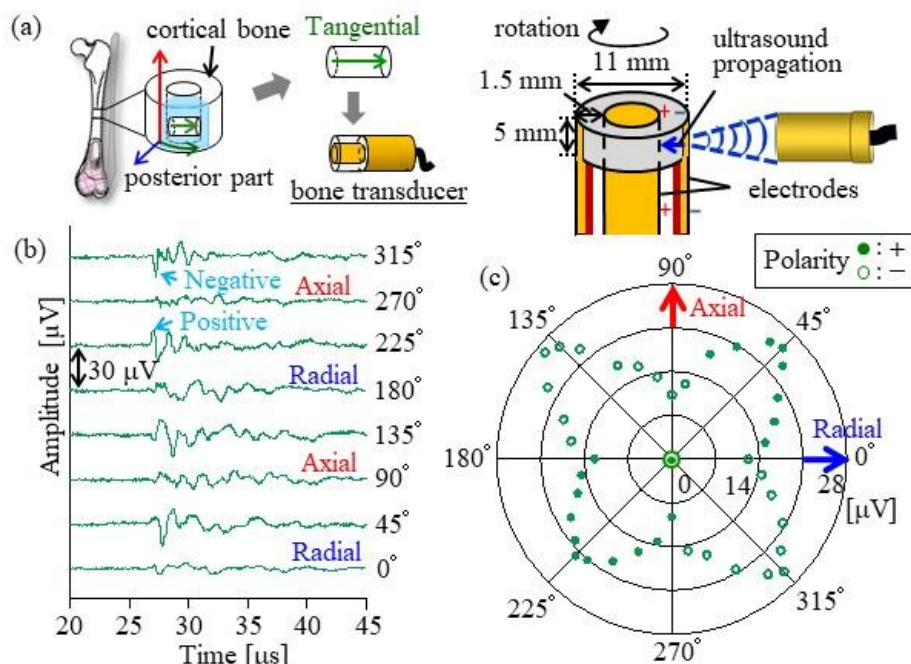 (a)
cortical bone
Tangential
posterior part
bone transducer
rotation
11 mm
ultrasound
propagation
1.5 mm
5 mm
+ −
+ −
electrodes
(b)
Amplitude [μV]
315°
Negative
Axial
270°
Positive
225°
30 μV
Radial
180°
135°
Axial
90°
45°
Radial
0°
20 25 30 35 40 45
Time [μs]
(c)
Polarity
● : +
○ : −
90°
Axial
135°
45°
Radial
180°
0°
0 14 28
[μV]
225°
315°
270°